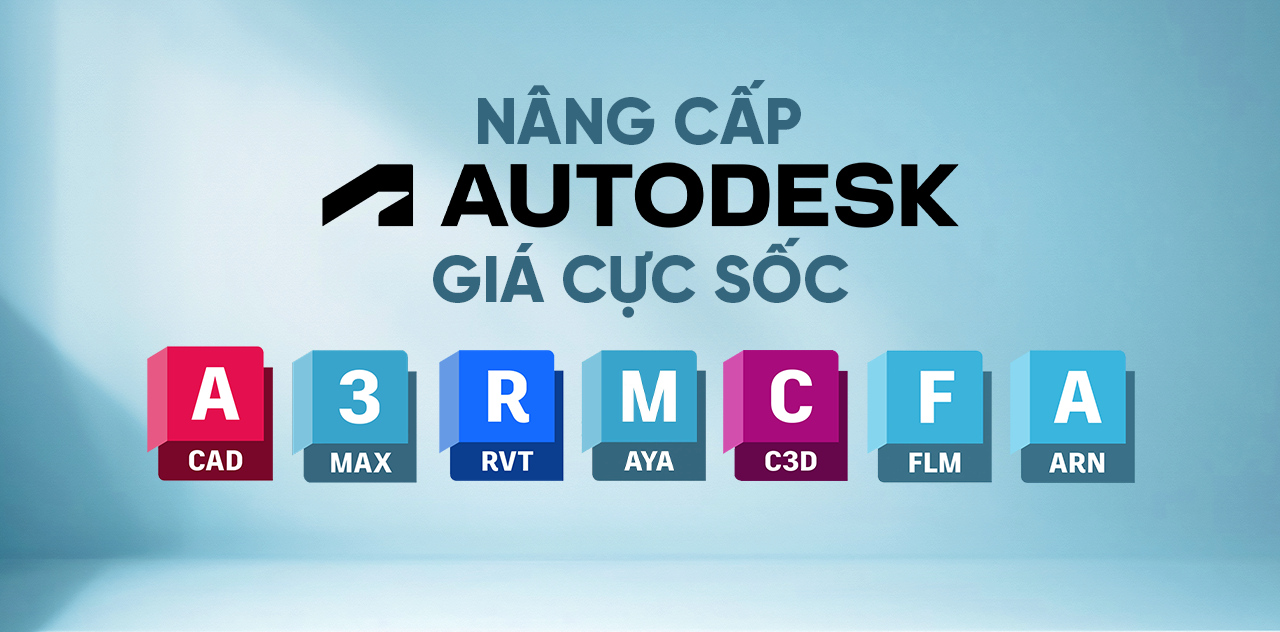 NÂNG CẤP
AUTODESK
GIÁ CỰC SỐC
A 3 R M C F A
CAD MAX RVT AYA C3D FLM ARN